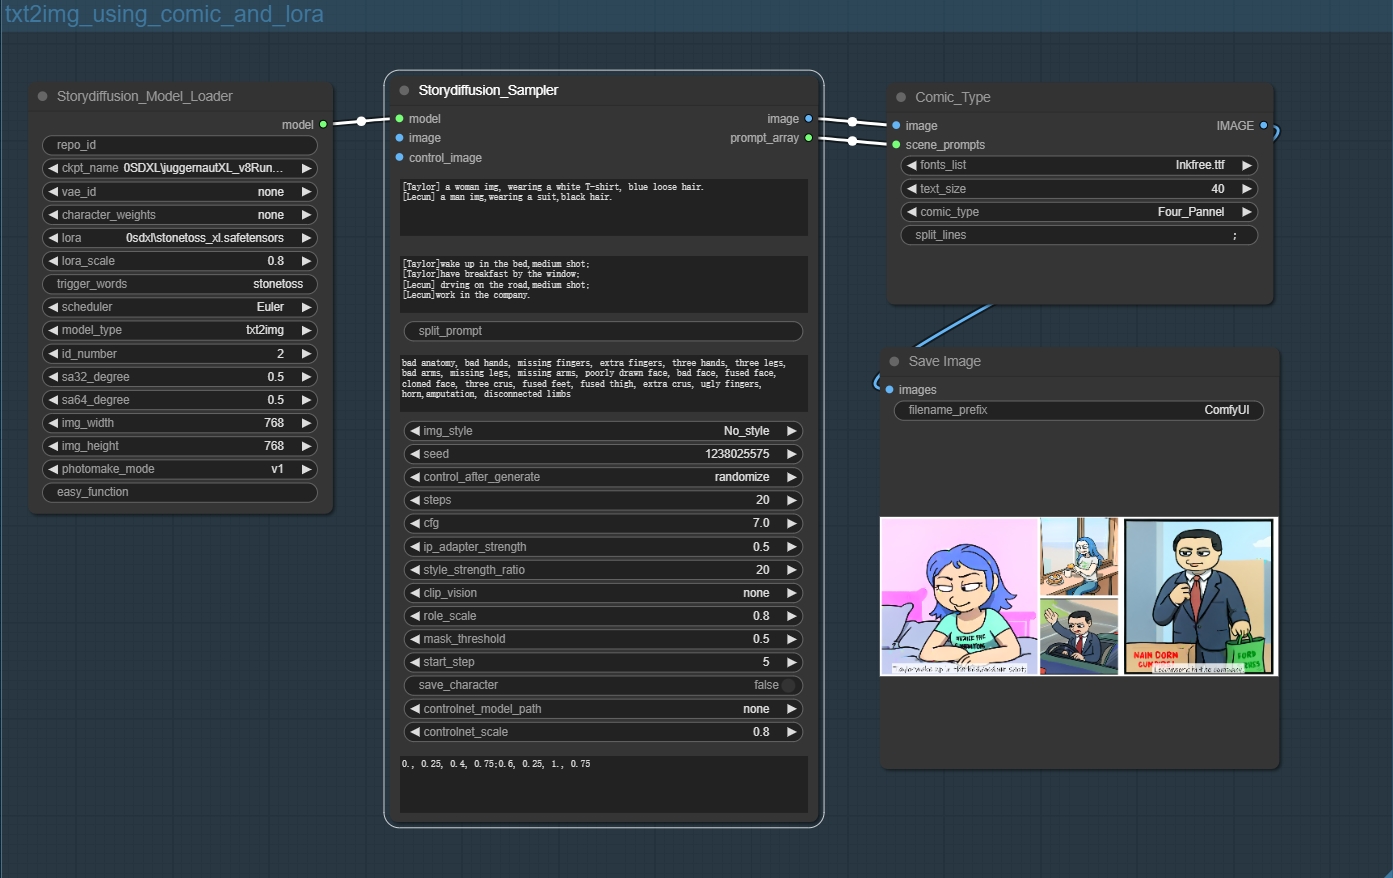 txt2img_using_comic_and_lora
Storydiffusion_Model_Loader
model
repo_id
ckpt_name 0SDXL\juggernautXL_v8Run...
vae_id none
character_weights none
lora 0sdxl\stonetoss_xl.safetensors
lora_scale 0.8
trigger_words stonetoss
scheduler Euler
model_type txt2img
id_number 2
sa32_degree 0.5
sa64_degree 0.5
img_width 768
img_height 768
photomake_mode v1
easy_function
Storydiffusion_Sampler
model image
image prompt_array
control_image
[Taylor] a woman img, wearing a white T-shirt, blue loose hair.
[Lecun] a man img,wearing a suit,black hair.
[Taylor]wake up in the bed,medium shot;
[Taylor]have breakfast by the window;
[Lecun] drving on the road,medium shot;
[Lecun]work in the company.
split_prompt
bad anatomy, bad hands, missing fingers, extra fingers, three hands, three legs,
bad arms, missing legs, missing arms, poorly drawn face, bad face, fused face,
cloned face, three crus, fused feet, fused thigh, extra crus, ugly fingers,
horn,amputation, disconnected limbs
img_style No_style
seed 1238025575
control_after_generate randomize
steps 20
cfg 7.0
ip_adapter_strength 0.5
style_strength_ratio 20
clip_vision none
role_scale 0.8
mask_threshold 0.5
start_step 5
save_character false
controlnet_model_path none
controlnet_scale 0.8
0., 0.25, 0.4, 0.75;0.6, 0.25, 1., 0.75
Comic_Type
image IMAGE
scene_prompts
fonts_list Inkfree.ttf
text_size 40
comic_type Four_Pannel
split_lines ;
Save Image
images
filename_prefix ComfyUI
NAIN CORN
FORD